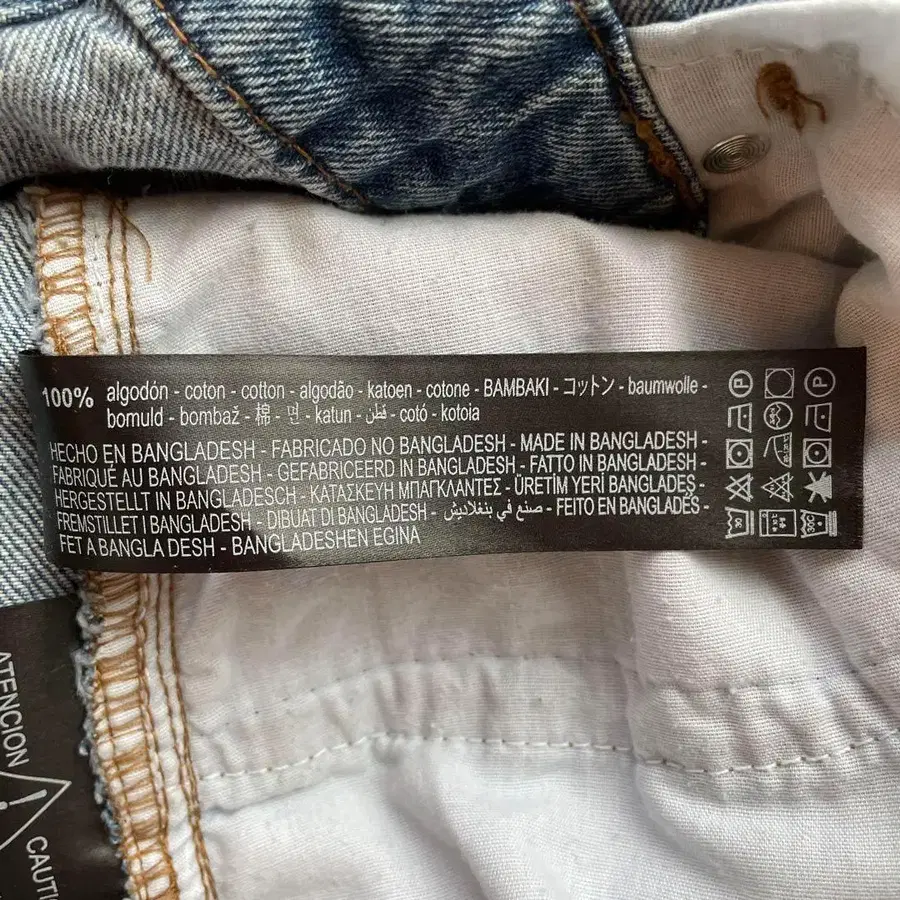 100% algodón - coton - cotton - algodão - katoen - cotone - BAMBAKI - コットン - baumwolle -
bomuld - bombaž - 棉 - 면 - katun - قطن - cotó - kotoia
HECHO EN BANGLADESH - FABRICADO NO BANGLADESH - MADE IN BANGLADESH -
FABRIQUÉ AU BANGLADESH - GEFABRICEERD IN BANGLADESH - FATTO IN BANGLADESH -
HERGESTELLT IN BANGLADESCH - ΚΑΤΑΣΚΕΥΗ ΜΠΑΓΚΛΑΝΤΕΣ - ÜRETİM YERİ BANGLADEŞ -
FREMSTILLET I BANGLADESH - DIBUAT DI BANGLADESH - صنع في بنغلاديش - FEITO EN BANGLADÉS -
FET A BANGLA DESH - BANGLADESHEN EGINA
P
P
ATENCION
CAUTI